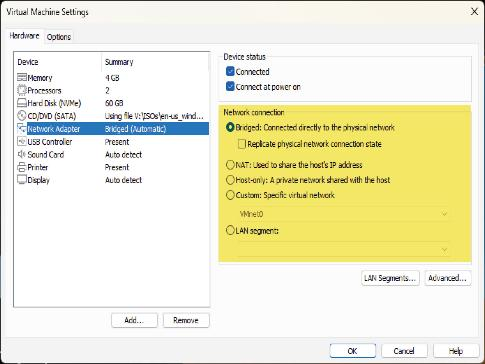 Virtual Machine Settings
Hardware Options
Device Summary
Memory 4 GB
Processors 2
Hard Disk (NVMe) 60 GB
CD/DVD (SATA) Using file V:\ISOs\en-us_wind...
Network Adapter Bridged (Automatic)
USB Controller Present
Sound Card Auto detect
Printer Present
Display Auto detect
Add... Remove
Device status
Connected
Connect at power on
Network connection
Bridged: Connected directly to the physical network
Replicate physical network connection state
NAT: Used to share the host's IP address
Host-only: A private network shared with the host
Custom: Specific virtual network
VMnet0
LAN segment:
LAN Segments... Advanced...
OK Cancel Help